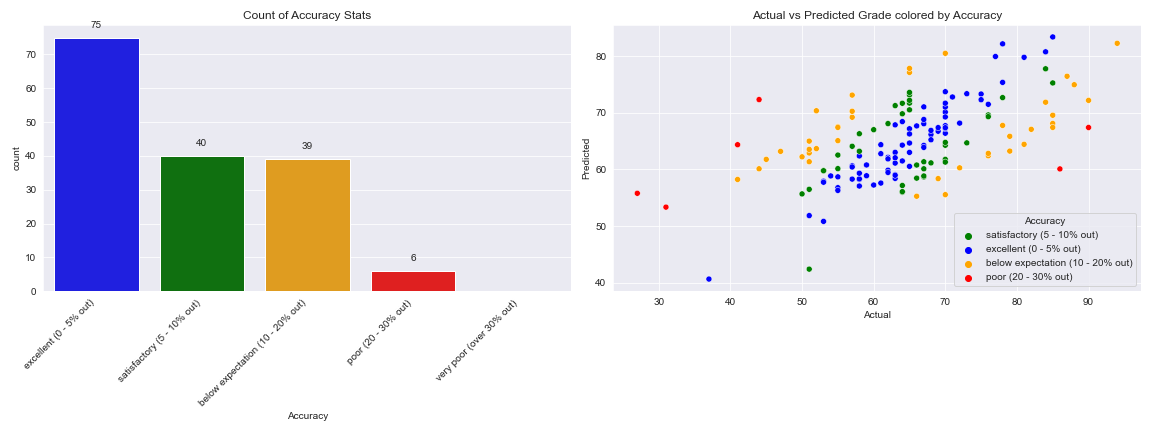 Count of Accuracy Stats
75
40
39
6
70
60
50
40
30
20
10
0
count
excellent (0 - 5% out)
satisfactory (5 - 10% out)
below expectation (10 - 20% out)
poor (20 - 30% out)
very poor (over 30% out)
Accuracy
Actual vs Predicted Grade colored by Accuracy
80
70
60
50
40
Predicted
Accuracy
satisfactory (5 - 10% out)
excellent (0 - 5% out)
below expectation (10 - 20% out)
poor (20 - 30% out)
30 40 50 60 70 80 90
Actual